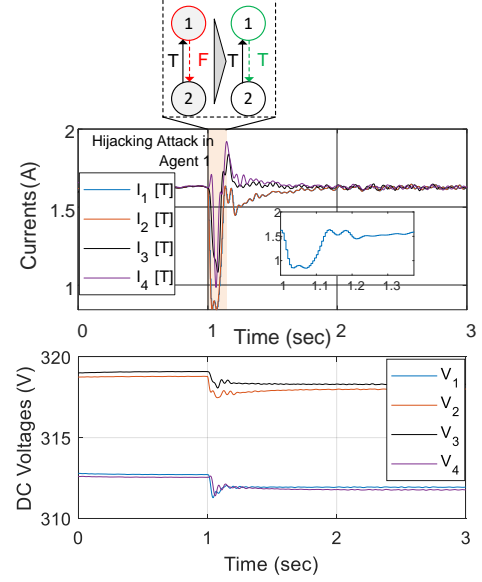 1 1
T F T T
2 2
2
Hijacking Attack in
Agent 1
Currents(A)
I1 [T]
I2 [T]
I3 [T]
I4 [T]
1.5
2
1.5
1
1 1.1 1.2 1.3
1
0 1 2 3
Time (sec)
320
V1
V2
V3
V4
DC Voltages (V)
315
310
0 1 2 3
Time (sec)